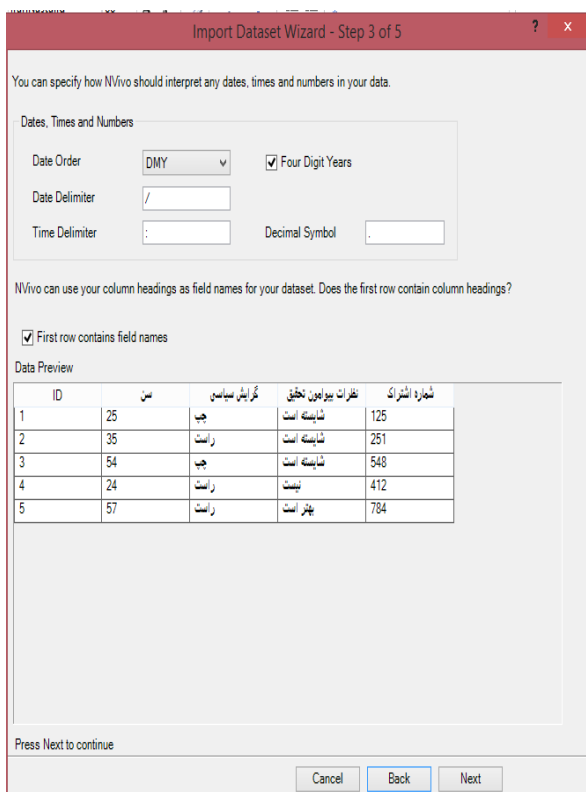 Import Dataset Wizard - Step 3 of 5
? x
You can specify how NVivo should interpret any dates, times and numbers in your data.
Dates, Times and Numbers
Date Order DMY Four Digit Years
Date Delimiter /
Time Delimiter : Decimal Symbol .
NVivo can use your column headings as field names for your dataset. Does the first row contain column headings?
First row contains field names
Data Preview
ID سن گرایش سیاسی نظرات بیوامون تحقیق شماره اشتراک
1 25 چپ شایسته است 125
2 35 راست شایسته است 251
3 54 چپ شایسته است 548
4 24 راست نیست 412
5 57 راست بهتر است 784
Press Next to continue
Cancel Back Next